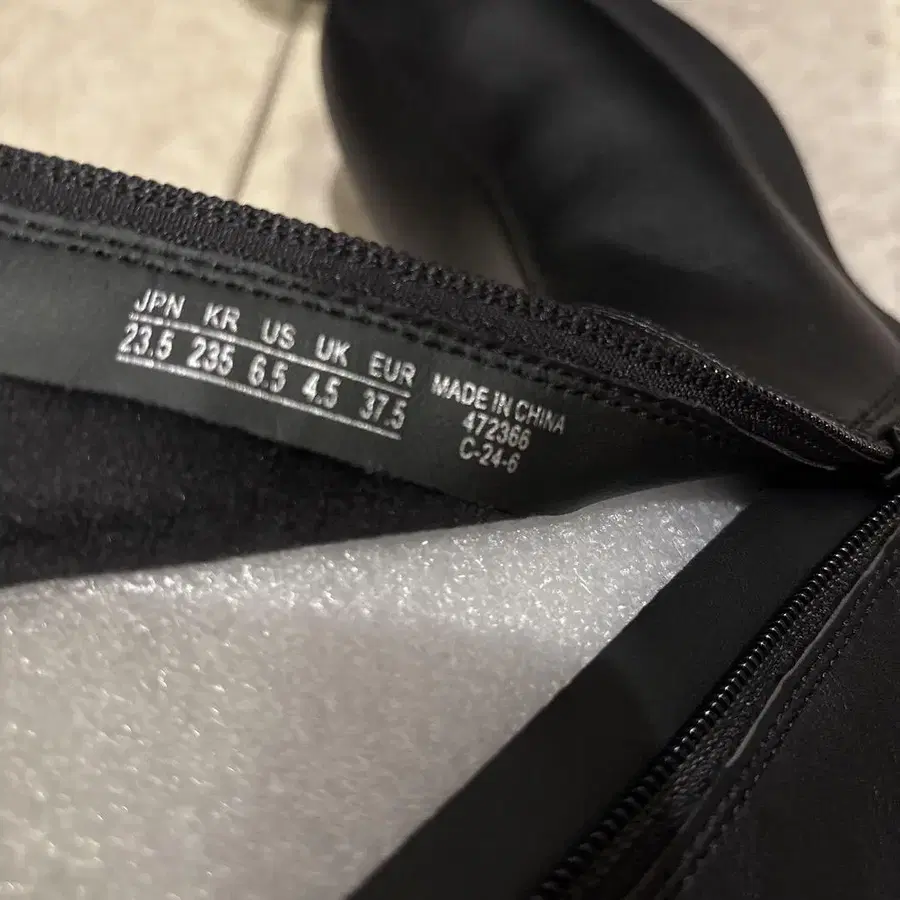 JPN KR US UK EUR
23.5 235 6.5 4.5 37.5
MADE IN CHINA
472366
C-24-6